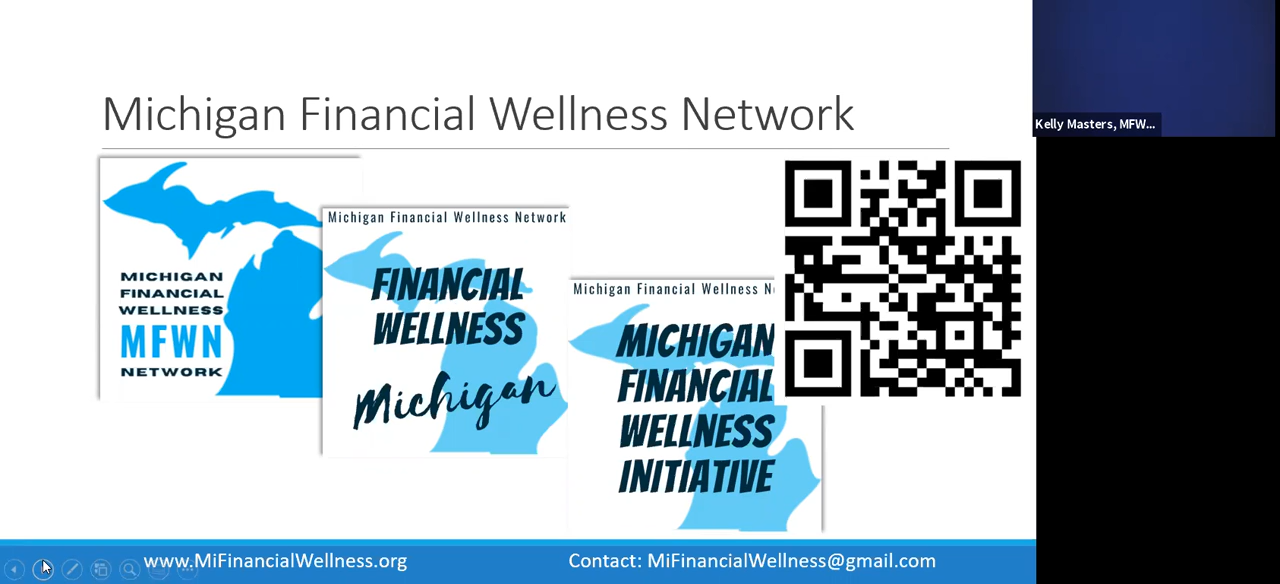 Michigan Financial Wellness Network
Kelly Masters, MFW...
MICHIGAN
FINANCIAL
WELLNESS
MFWN
NETWORK
Michigan Financial Wellness Network
FINANCIAL
WELLNESS
Michigan
Michigan Financial Wellness N
MICHIGAN
FINANCIAL
WELLNESS
INITIATIVE
www.MiFinancialWellness.org
Contact: MiFinancialWellness@gmail.com